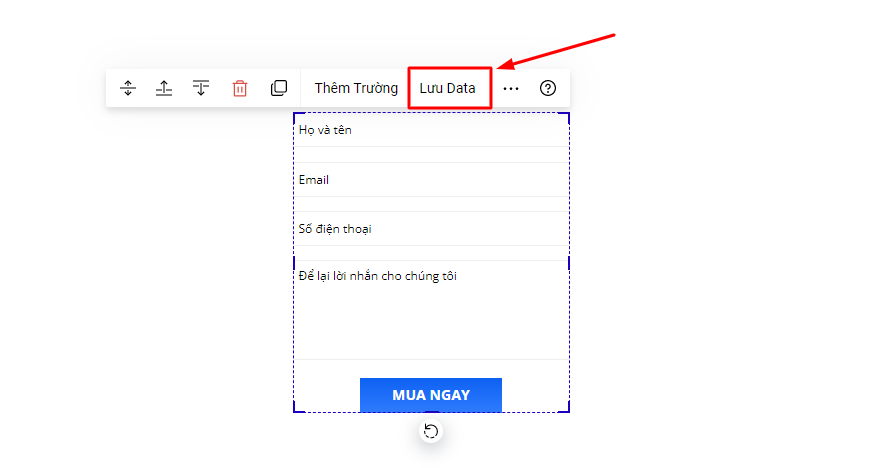 Thêm Trường Lưu Data
Họ và tên
Email
Số điện thoại
Để lại lời nhắn cho chúng tôi
MUA NGAY